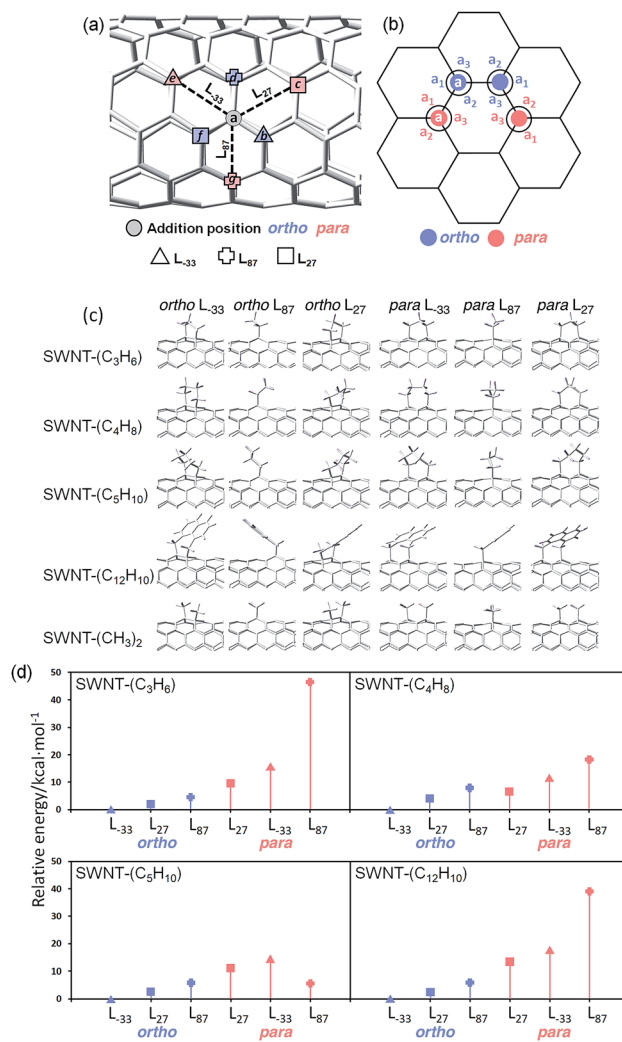 (a)
e
d
c
L-33
L27
a
f
b
L87
g
Addition position ortho para
L-33 L87 L27
(b)
a3 a2
a1 a a1
a2 a3
a1 a2
a a3 a3
a2 a1
ortho para
(c)
ortho L-33 ortho L87 ortho L27 para L-33 para L87 para L27
SWNT-(C3H6)
SWNT-(C4H8)
SWNT-(C5H10)
SWNT-(C12H10)
SWNT-(CH3)2
(d)
Relative energy/kcal·mol-1
50
40
30
20
10
0
SWNT-(C3H6)
L-33 L27 L87 L27 L-33 L87
ortho para
SWNT-(C4H8)
L-33 L27 L87 L27 L-33 L87
ortho para
50
40
30
20
10
0
SWNT-(C5H10)
L-33 L27 L87 L27 L-33 L87
ortho para
SWNT-(C12H10)
L-33 L27 L87 L27 L-33 L87
ortho para